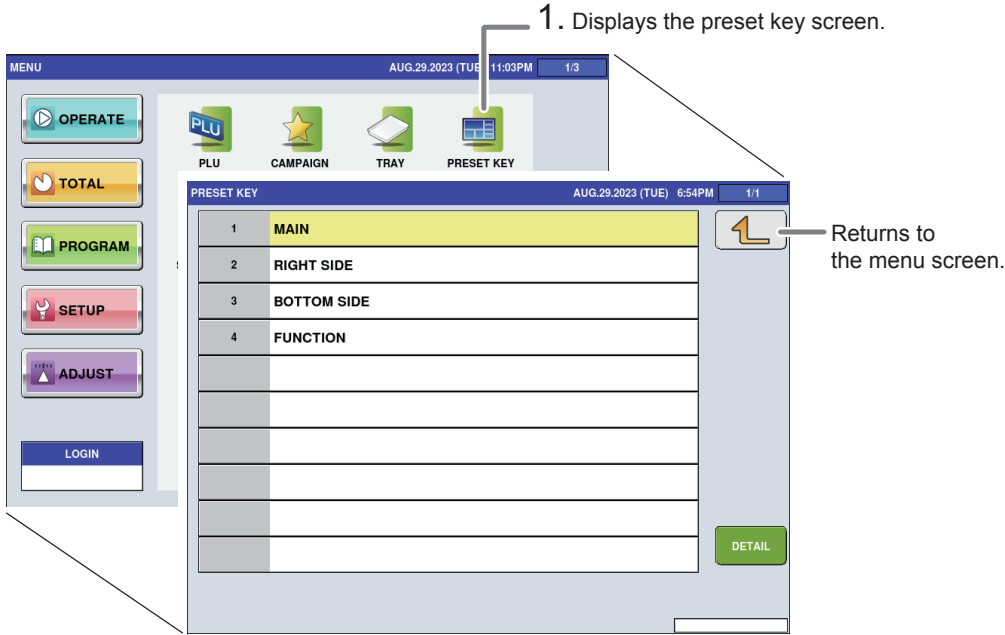 1. Displays the preset key screen.
MENU
AUG.29.2023 (TUE) 11:03PM
1/3
OPERATE
TOTAL
PROGRAM
SETUP
ADJUST
LOGIN
PLU
PLU
CAMPAIGN
TRAY
PRESET KEY
PRESET KEY
AUG.29.2023 (TUE) 6:54PM
1/1
1 MAIN
2 RIGHT SIDE
3 BOTTOM SIDE
4 FUNCTION
DETAIL
Returns to
the menu screen.